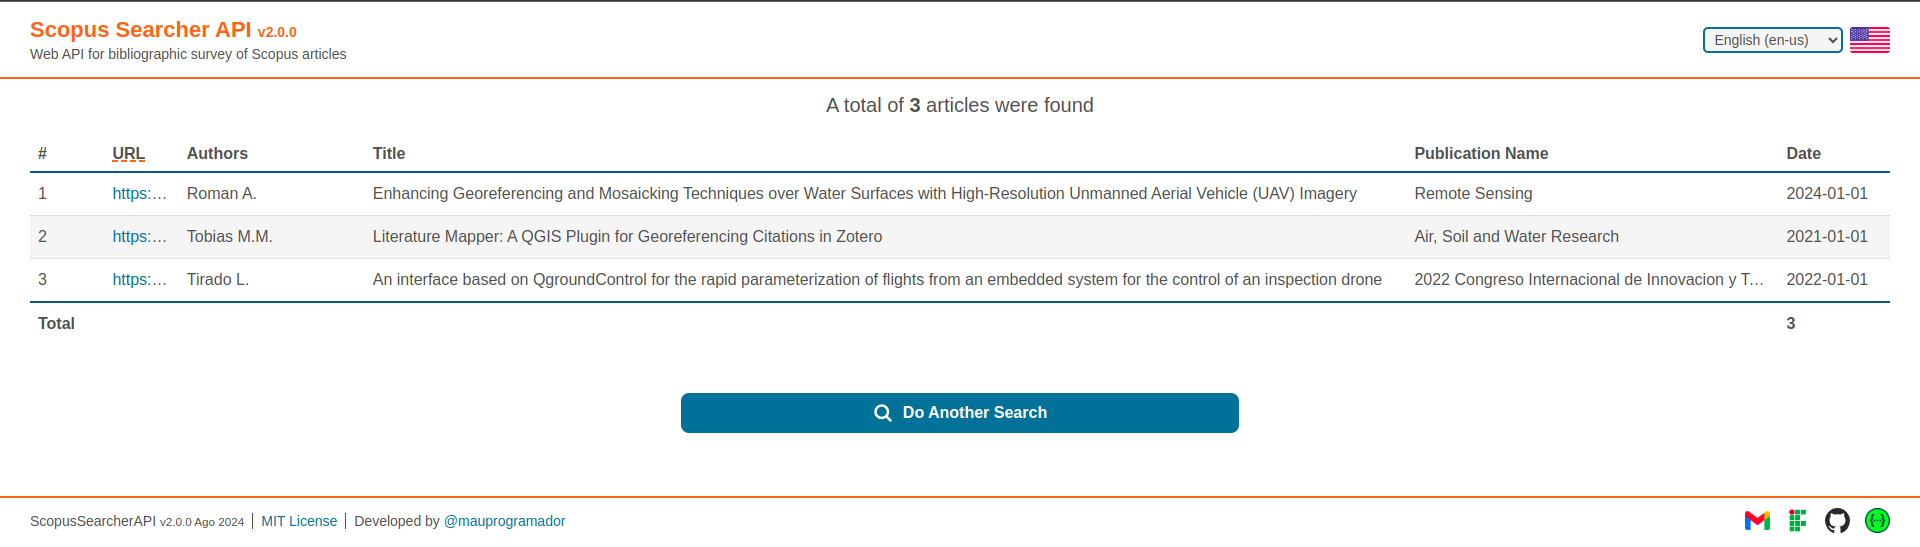 Scopus Searcher API v2.0.0
Web API for bibliographic survey of Scopus articles
English (en-us)
A total of 3 articles were found
# URL Authors Title Publication Name Date
1 https:… Roman A. Enhancing Georeferencing and Mosaicking Techniques over Water Surfaces with High-Resolution Unmanned Aerial Vehicle (UAV) Imagery Remote Sensing 2024-01-01
2 https:… Tobias M.M. Literature Mapper: A QGIS Plugin for Georeferencing Citations in Zotero Air, Soil and Water Research 2021-01-01
3 https:… Tirado L. An interface based on QgroundControl for the rapid parameterization of flights from an embedded system for the control of an inspection drone 2022 Congreso Internacional de Innovacion y T… 2022-01-01
Total 3
Do Another Search
ScopusSearcherAPI v2.0.0 Ago 2024 | MIT License | Developed by @mauprogramador